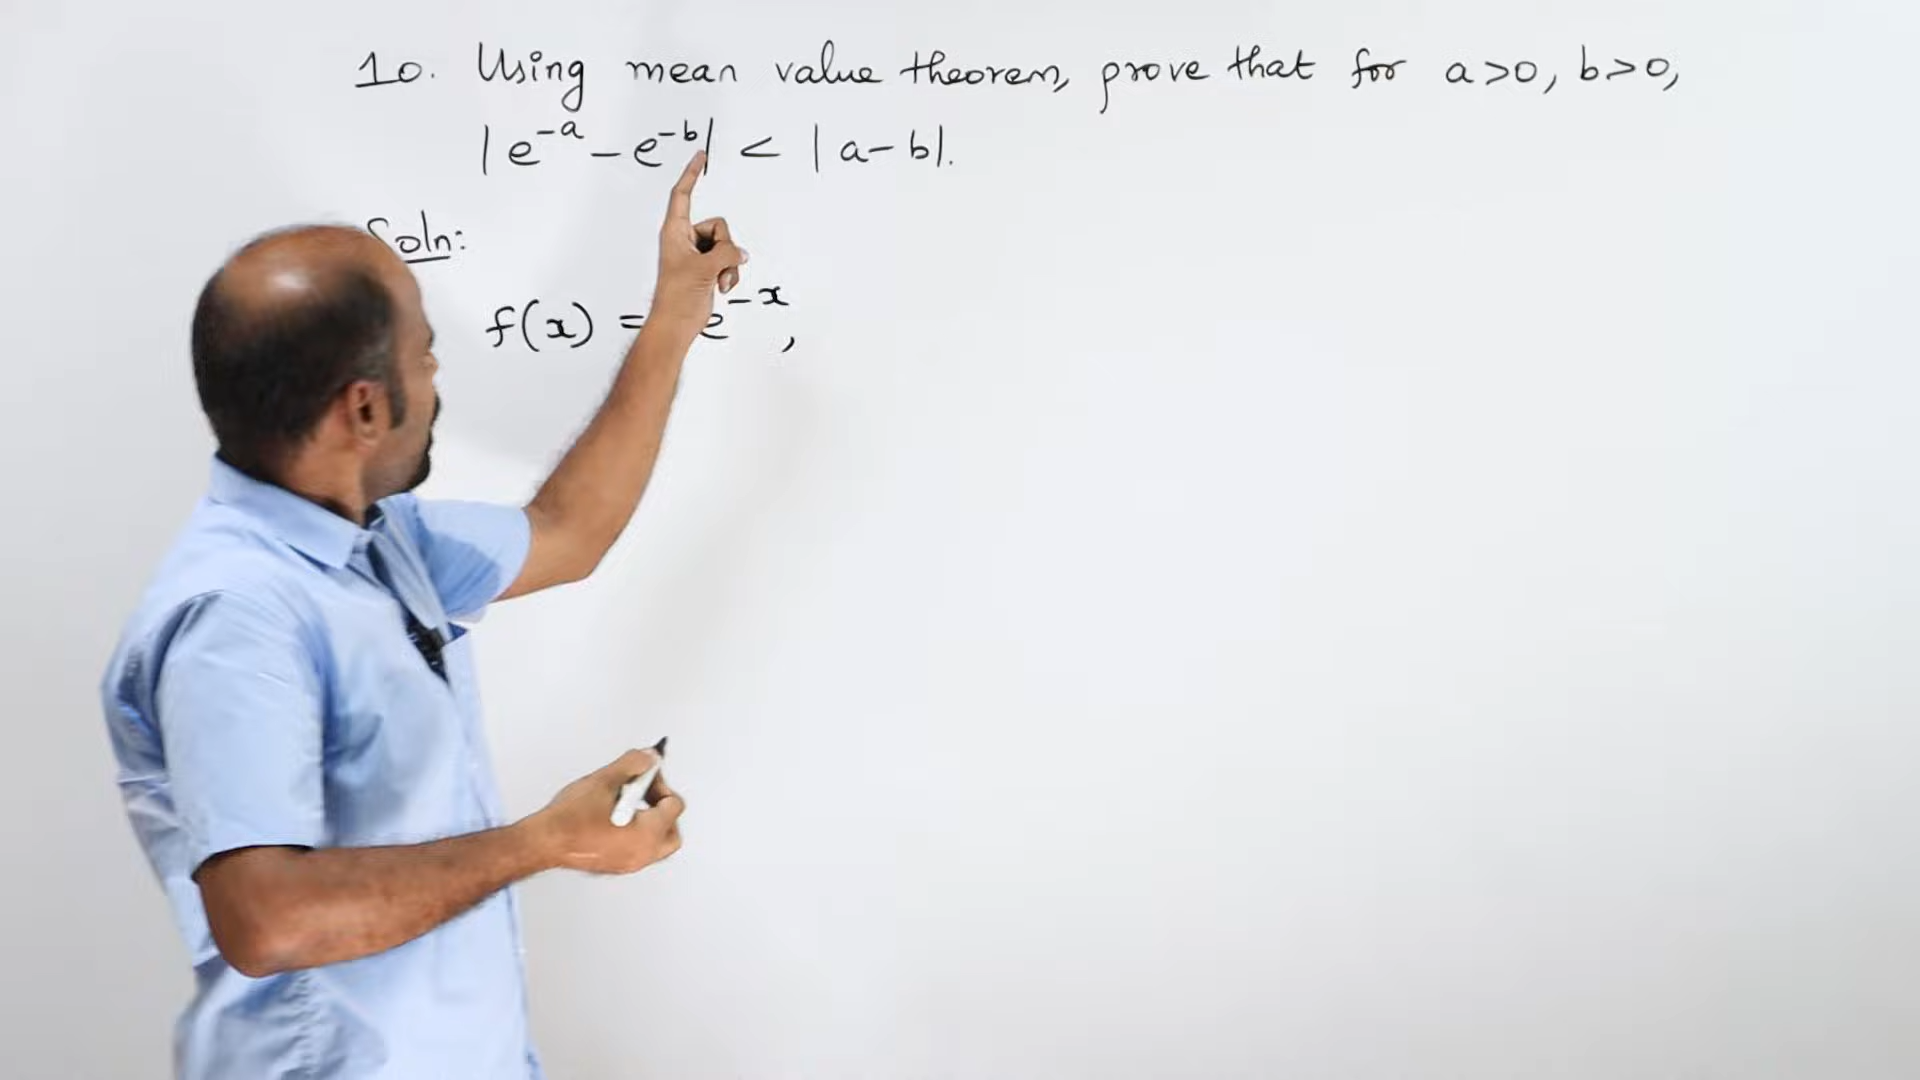 10. Using mean value theorem, prove that for a>0, b>0,
|e⁻ᵃ – e⁻ᵇ| < |a – b|.
Soln:
f(x) = e⁻ˣ,